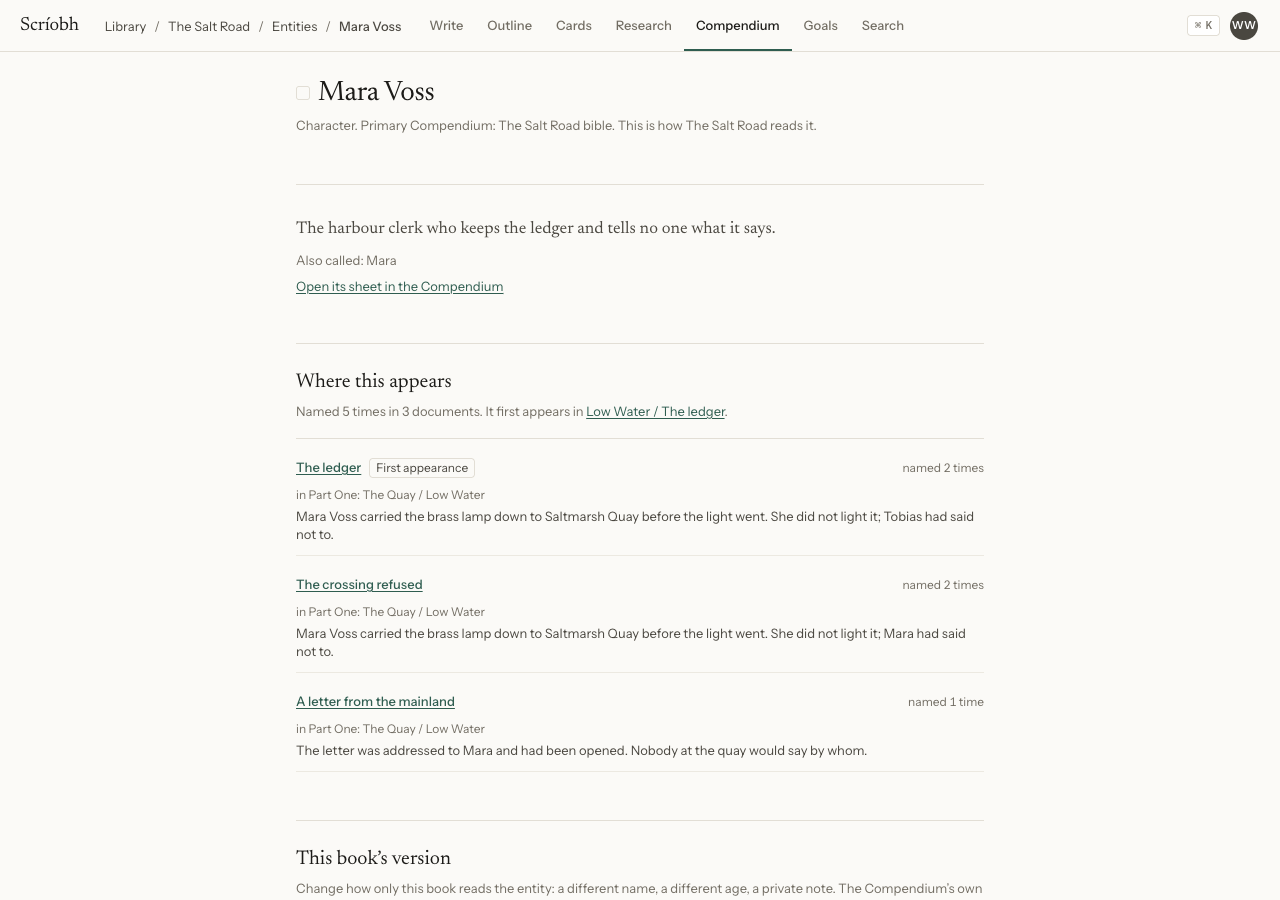 Scríobh
Library / The Salt Road / Entities / Mara Voss
Write Outline Cards Research Compendium Goals Search
⌘ K
WW
Mara Voss
Character. Primary Compendium: The Salt Road bible. This is how The Salt Road reads it.
The harbour clerk who keeps the ledger and tells no one what it says.
Also called: Mara
Open its sheet in the Compendium
Where this appears
Named 5 times in 3 documents. It first appears in Low Water / The ledger.
The ledger First appearance named 2 times
in Part One: The Quay / Low Water
Mara Voss carried the brass lamp down to Saltmarsh Quay before the light went. She did not light it; Tobias had said
not to.
The crossing refused named 2 times
in Part One: The Quay / Low Water
Mara Voss carried the brass lamp down to Saltmarsh Quay before the light went. She did not light it; Mara had said
not to.
A letter from the mainland named 1 time
in Part One: The Quay / Low Water
The letter was addressed to Mara and had been opened. Nobody at the quay would say by whom.
This book’s version
Change how only this book reads the entity: a different name, a different age, a private note. The Compendium’s own